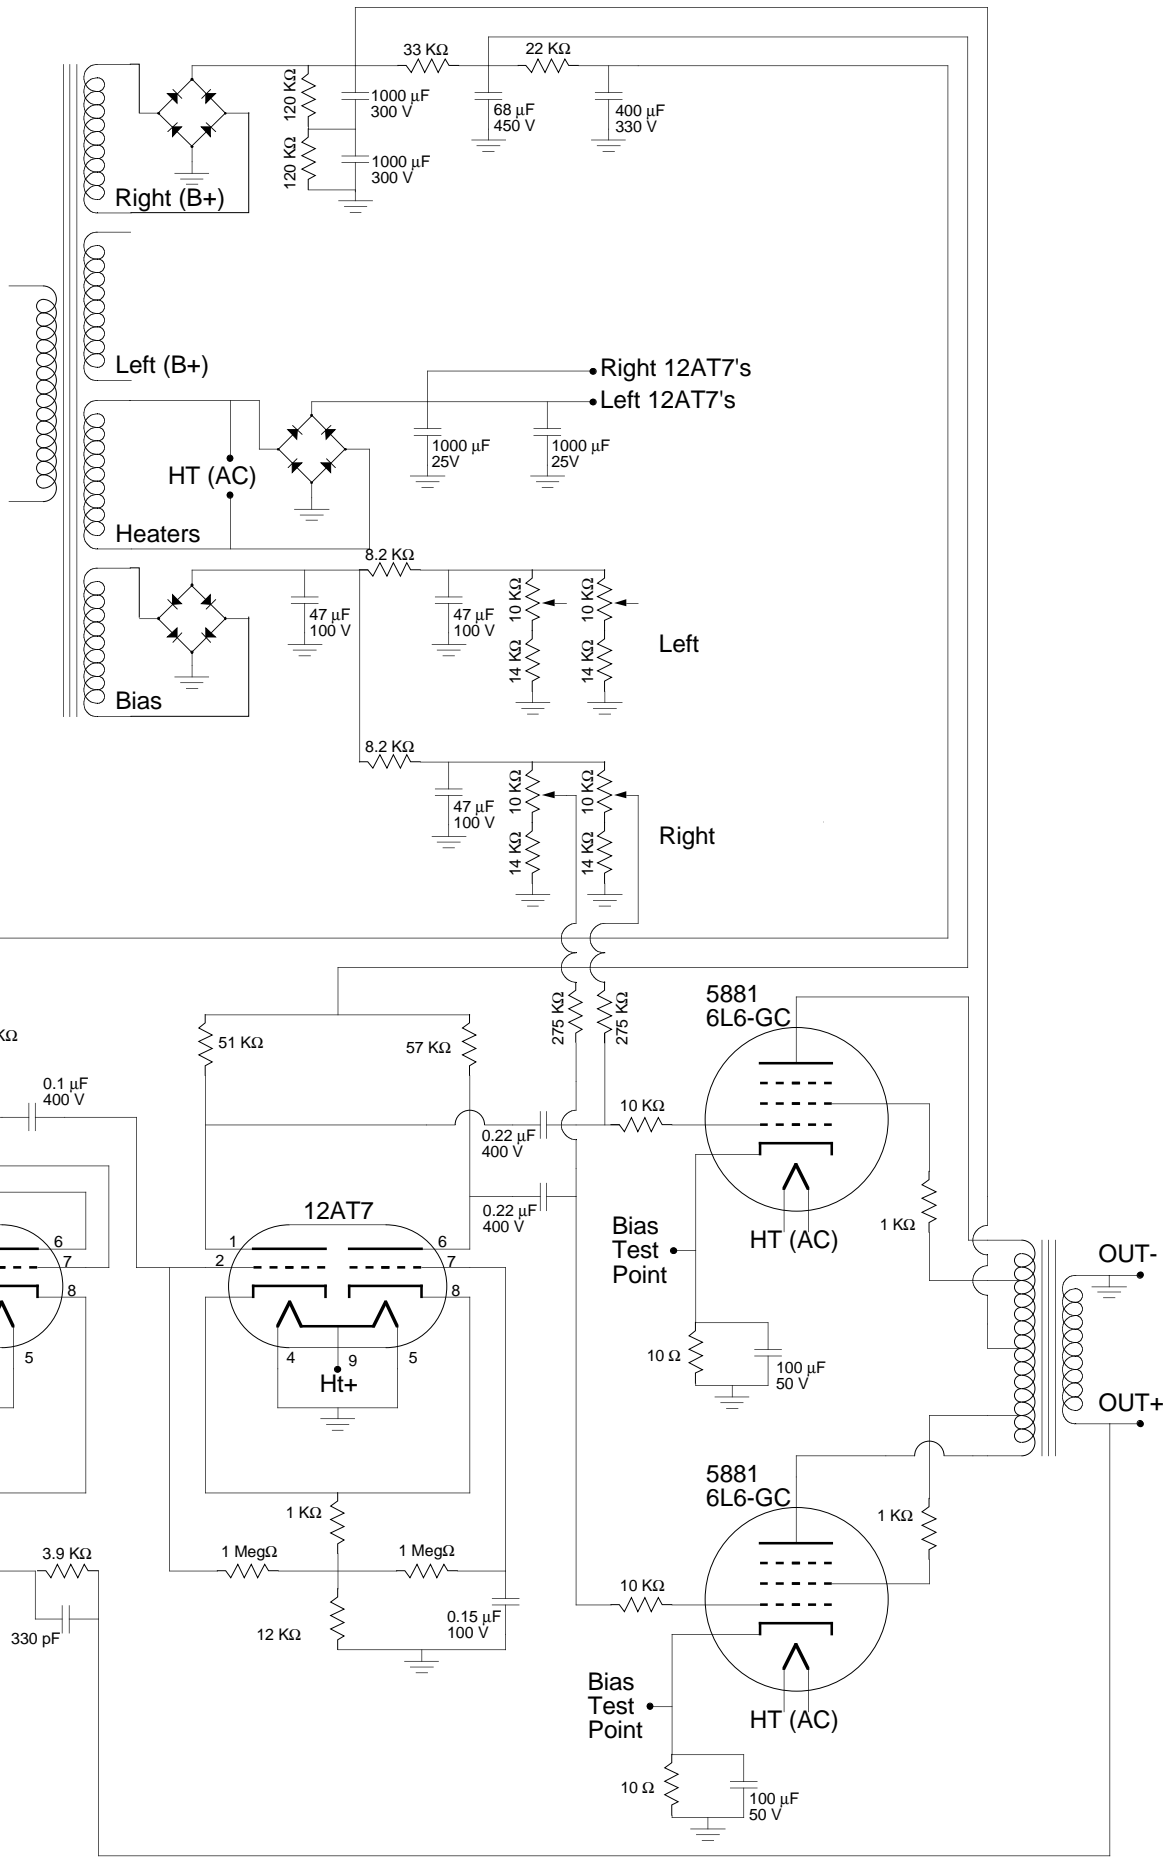 33 KΩ
22 KΩ
120 KΩ
1000 µF
300 V
68 µF
450 V
400 µF
330 V
120 KΩ
1000 µF
300 V
Right (B+)
Left (B+)
Right 12AT7's
Left 12AT7's
1000 µF
25V
1000 µF
25V
HT (AC)
Heaters
8.2 KΩ
47 µF
100 V
47 µF
100 V
10 KΩ
10 KΩ
14 KΩ
14 KΩ
Left
Bias
8.2 KΩ
47 µF
100 V
10 KΩ
10 KΩ
14 KΩ
14 KΩ
Right
5881
6L6-GC
275 KΩ
275 KΩ
KΩ
51 KΩ
57 KΩ
0.1 µF
400 V
10 KΩ
0.22 µF
400 V
0.22 µF
400 V
12AT7
1 KΩ
Bias
Test
Point
HT (AC)
OUT-
6
7
8
5
1
2
6
7
8
4
9
5
Ht+
10 Ω
100 µF
50 V
OUT+
5881
6L6-GC
1 KΩ
1 KΩ
3.9 KΩ
1 MegΩ
1 MegΩ
10 KΩ
330 pF
12 KΩ
0.15 µF
100 V
Bias
Test
Point
HT (AC)
10 Ω
100 µF
50 V